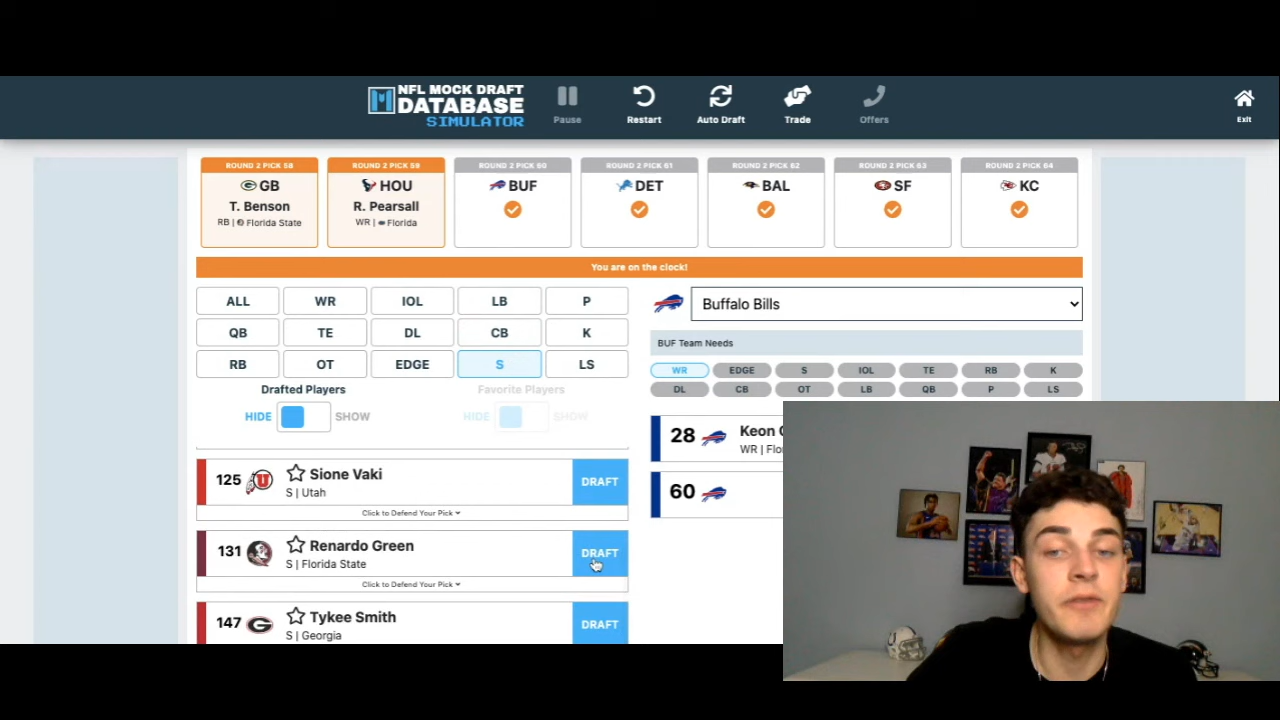 NFL MOCK DRAFT
DATABASE
SIMULATOR
Pause
Restart
Auto Draft
Trade
Offers
Exit
ROUND 2 PICK 58
GB
T. Benson
RB | Florida State
ROUND 2 PICK 59
HOU
R. Pearsall
WR | Florida
ROUND 2 PICK 60
BUF
ROUND 2 PICK 61
DET
ROUND 2 PICK 62
BAL
ROUND 2 PICK 63
SF
ROUND 2 PICK 64
KC
You are on the clock!
ALL WR IOL LB P
QB TE DL CB K
RB OT EDGE S LS
Drafted Players
HIDE SHOW
Favorite Players
HIDE SHOW
125 Sione Vaki
S | Utah
DRAFT
Click to Defend Your Pick
131 Renardo Green
S | Florida State
DRAFT
Click to Defend Your Pick
147 Tykee Smith
S | Georgia
DRAFT
Buffalo Bills
BUF Team Needs
WR EDGE S IOL TE RB K
DL CB OT LB QB P LS
28 Keon
WR | Flo
60